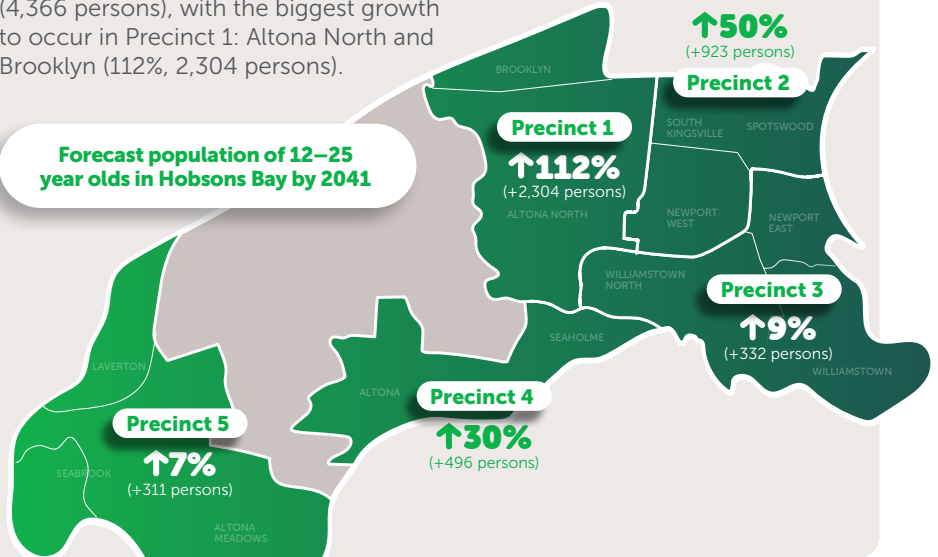 (4,366 persons), with the biggest growth
to occur in Precinct 1: Altona North and
Brooklyn (112%, 2,304 persons).
Forecast population of 12–25
year olds in Hobsons Bay by 2041
↑50%
(+923 persons)
Precinct 2
BROOKLYN
Precinct 1
↑112%
(+2,304 persons)
ALTONA NORTH
SOUTH
KINGSVILLE
SPOTSWOOD
NEWPORT
WEST
NEWPORT
EAST
WILLIAMSTOWN
NORTH
Precinct 3
↑9%
(+332 persons)
WILLIAMSTOWN
SEAHOLME
ALTONA
Precinct 4
↑30%
(+496 persons)
LAVERTON
Precinct 5
↑7%
(+311 persons)
SEABROOK
ALTONA
MEADOWS